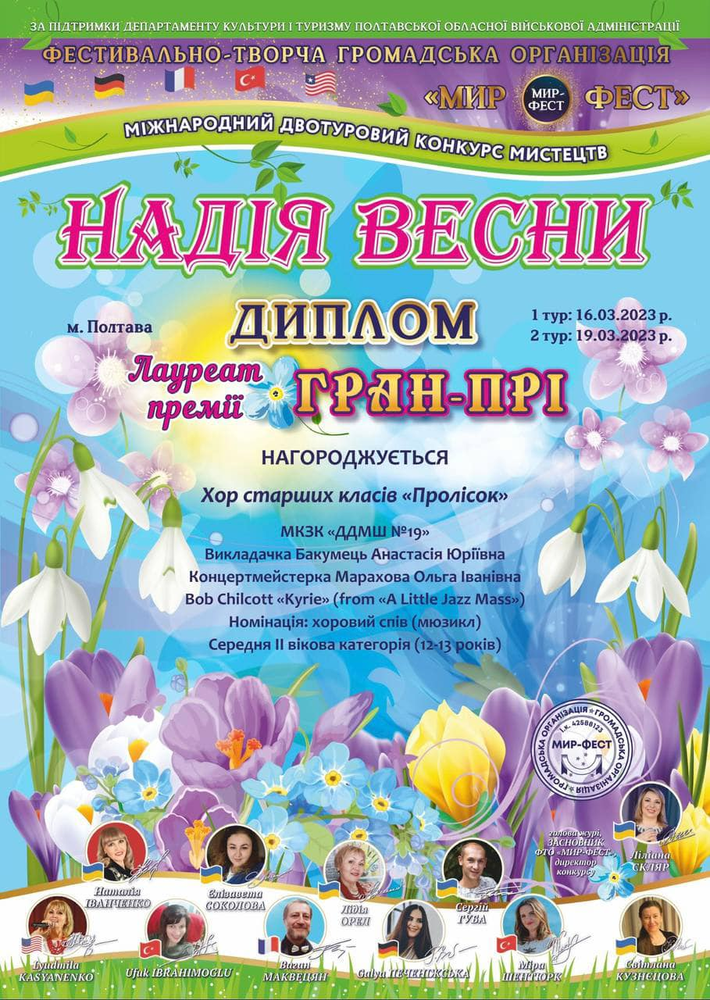 ЗА ПІДТРИМКИ ДЕПАРТАМЕНТУ КУЛЬТУРИ І ТУРИЗМУ ПОЛТАВСЬКОЇ ОБЛАСНОЇ ВІЙСЬКОВОЇ АДМІНІСТРАЦІЇ
ФЕСТИВАЛЬНО-ТВОРЧА ГРОМАДСЬКА ОРГАНІЗАЦІЯ
«МИР МИР-ФЕСТ ФЕСТ»
МІЖНАРОДНИЙ ДВОТУРОВИЙ КОНКУРС МИСТЕЦТВ
НАДІЯ ВЕСНИ
м. Полтава
ДИПЛОМ
1 тур: 16.03.2023 р.
2 тур: 19.03.2023 р.
Лауреат
премії
ГРАН-ПРІ
НАГОРОДЖУЄТЬСЯ
Хор старших класів «Пролісок»
МКЗК «ДДМШ №19»
Викладачка Бакумець Анастасія Юріївна
Концертмейстерка Марахова Ольга Іванівна
Bob Chilcott «Kyrie» (from «A Little Jazz Mass»)
Номінація: хоровий спів (мюзикл)
Середня ІІ вікова категорія (12-13 років)
ГРОМАДСЬКА ОРГАНІЗАЦІЯ ГРОМАДСЬКА ОРГАНІЗАЦІЯ
І.К. 42588123
МИР-ФЕСТ
голова журі,
ЗАСНОВНИК
ФТО «МИР-ФЕСТ»,
директор
конкурсу
Ліліана
СКЛЯР
Наталія
ІВАНЧЕНКО
Єлізавета
СОКОЛОВА
Лідія
ОРЕЛ
Сергій
ГУБА
Lyudmila
KASYANENKO
Ufuk IBRAHIMOGLU
Ваган
МАКВЕЦЯН
Galya ПЕЧЕНІЖСЬКА
Міра
ШЕНТЮРК
Світлана
КУЗНЄЦОВА